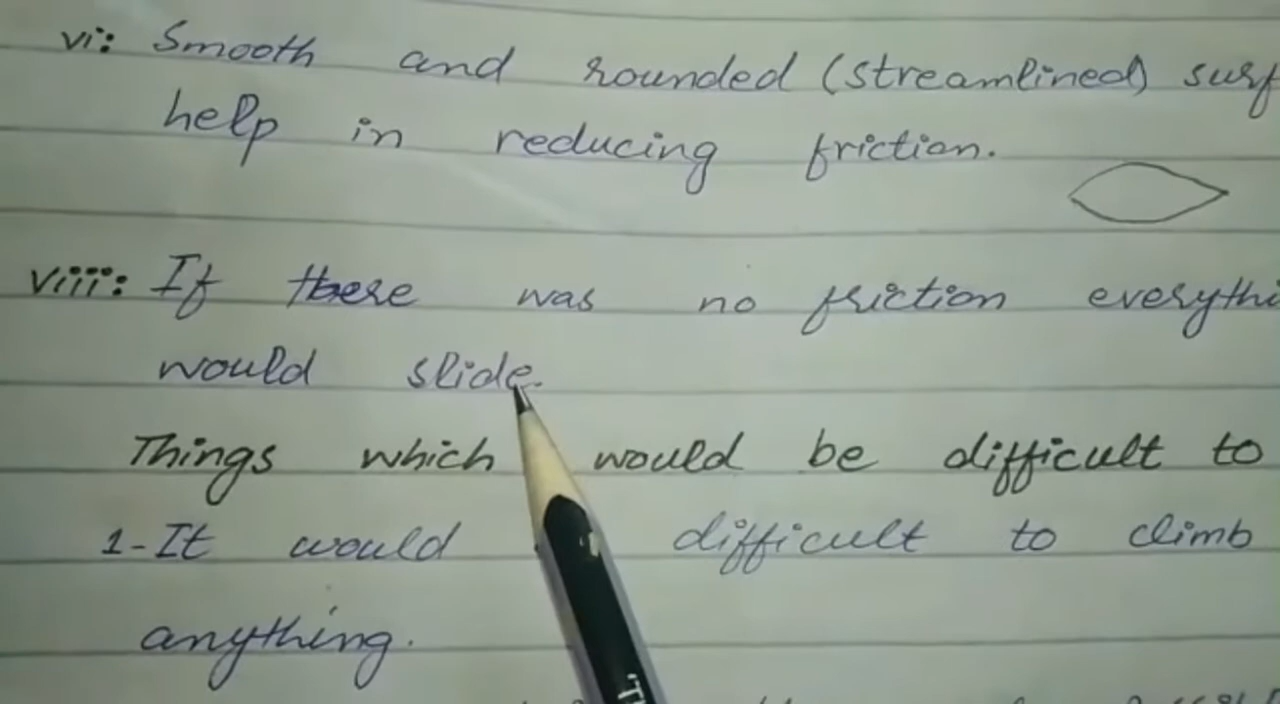 vi: Smooth and rounded (streamlined) surf
help in reducing friction.
viii: If there was no friction everythi
would slide.
Things which would be difficult to
1-It would difficult to climb
anything.